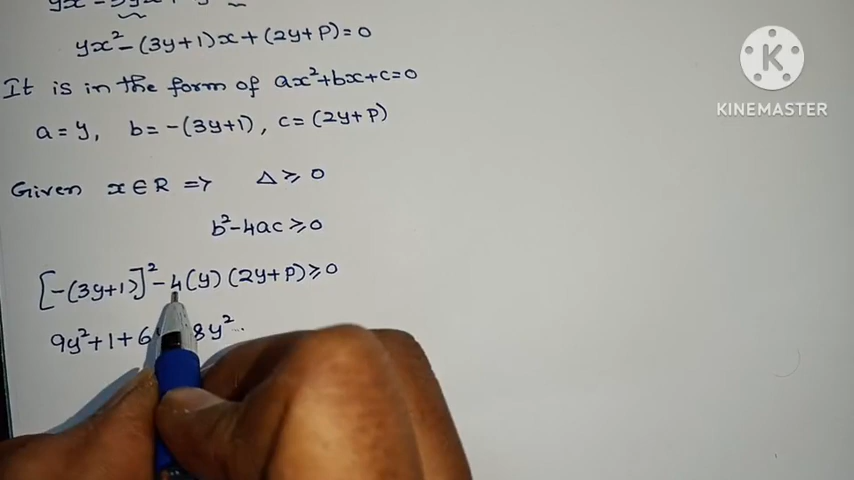 yx² - (3y+1)x + (2y+P) = 0
It is in the form of ax²+bx+c=0
a = y, b = -(3y+1), c = (2y+P)
Given x∈R => Δ ≥ 0
b²-4ac ≥ 0
[-(3y+1)]² - 4(y)(2y+P) ≥ 0
9y²+1+6 8y²
KINEMASTER